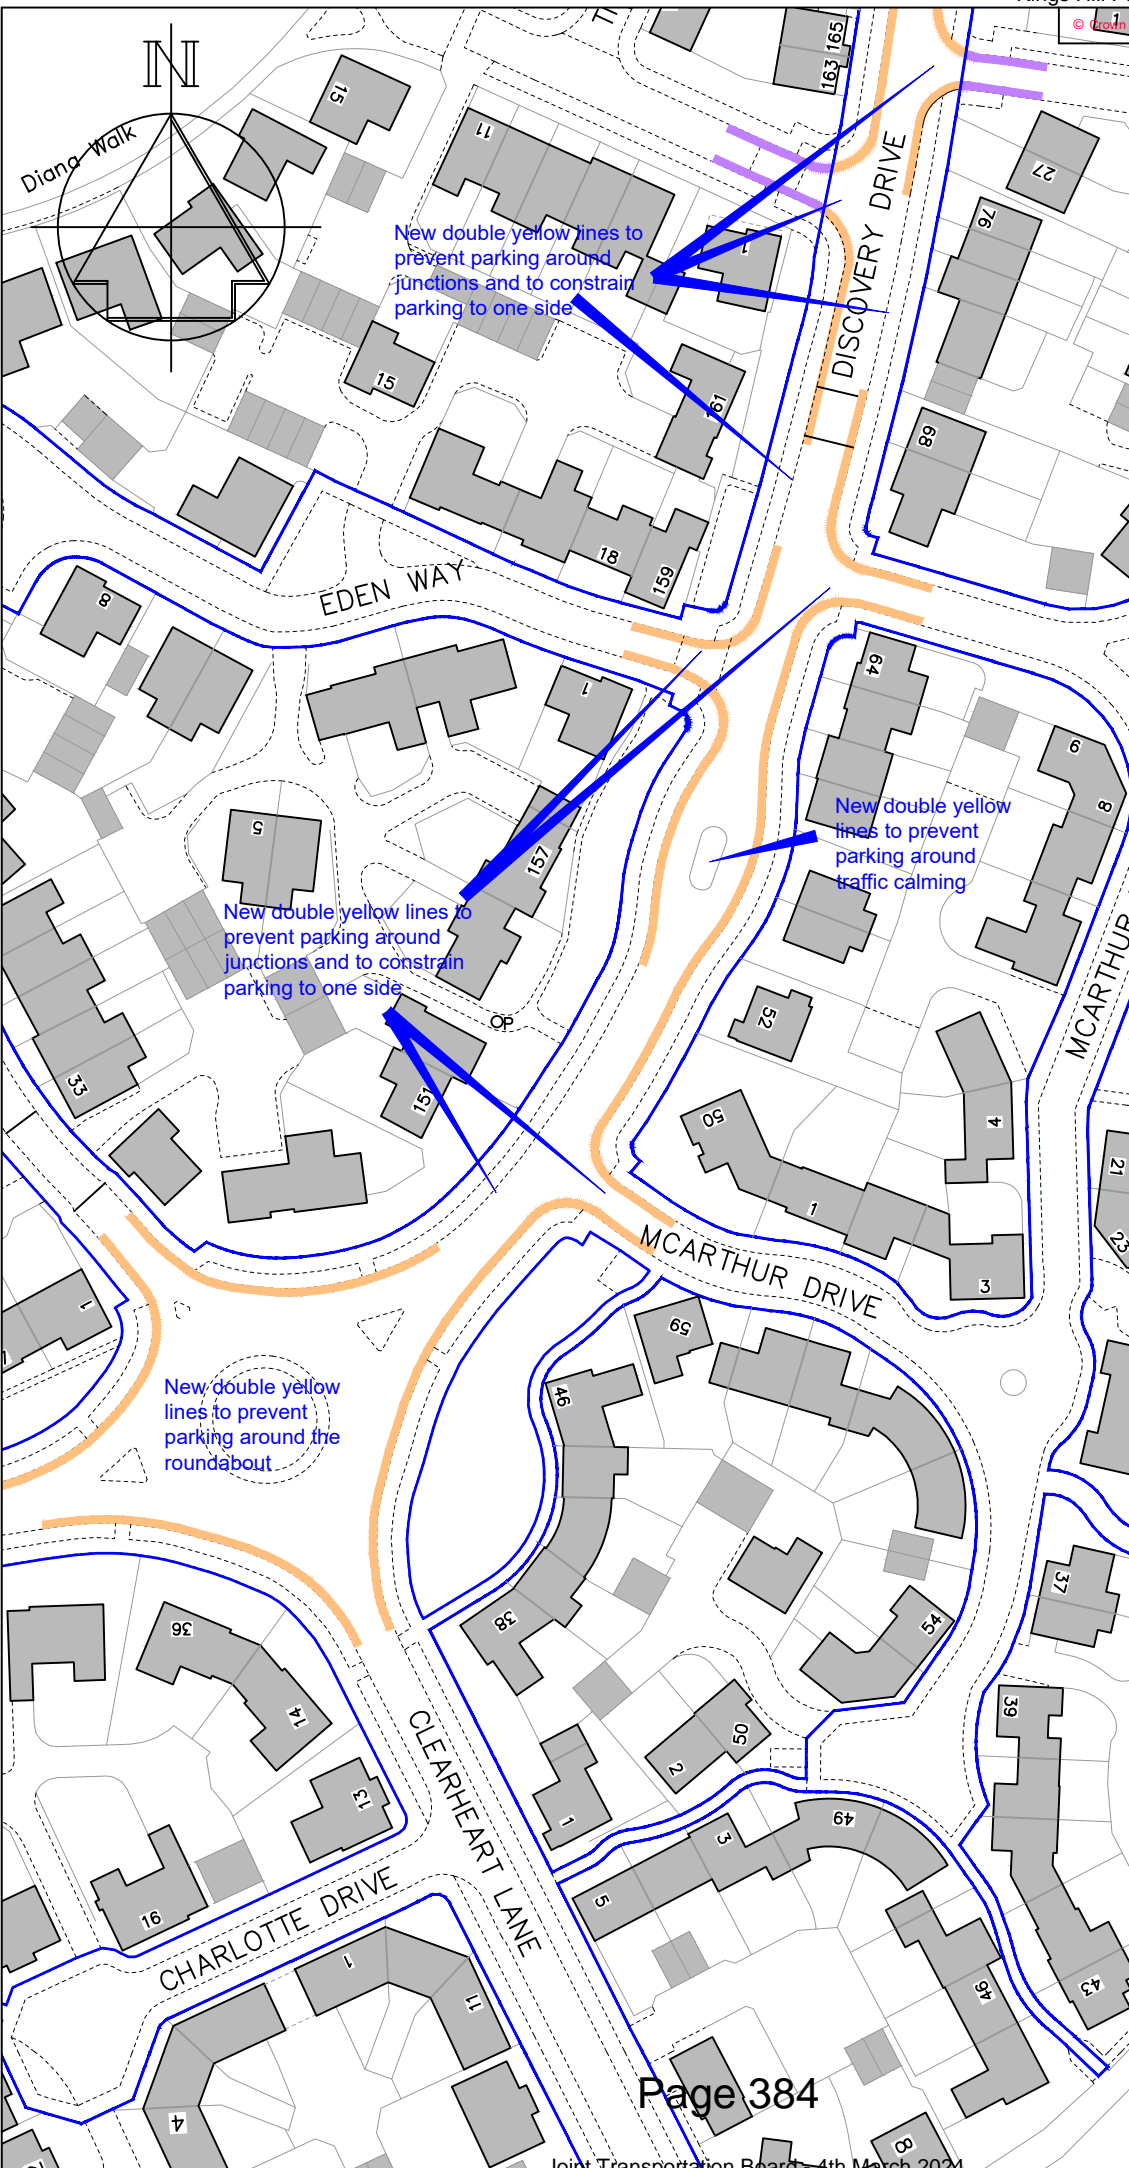 © Crown
N
Diana Walk
15
11
163 165
1
27
76
DISCOVERY DRIVE
New double yellow lines to
prevent parking around
junctions and to constrain
parking to one side
1
15
161
68
18
159
EDEN WAY
8
1
64
6
8
New double yellow
lines to prevent
parking around
traffic calming
5
157
New double yellow lines to
prevent parking around
junctions and to constrain
parking to one side
OP
52
MCARTHUR
33
151
50
4
21
1
23
MCARTHUR DRIVE
3
1
59
New double yellow
lines to prevent
parking around the
roundabout
46
37
36
38
54
14
39
CLEARHEART LANE
50
2
13
1
3
49
5
16
CHARLOTTE DRIVE
1
11
46
43
4
Page 384
8
Joint Transportation Board - 4th March 2024